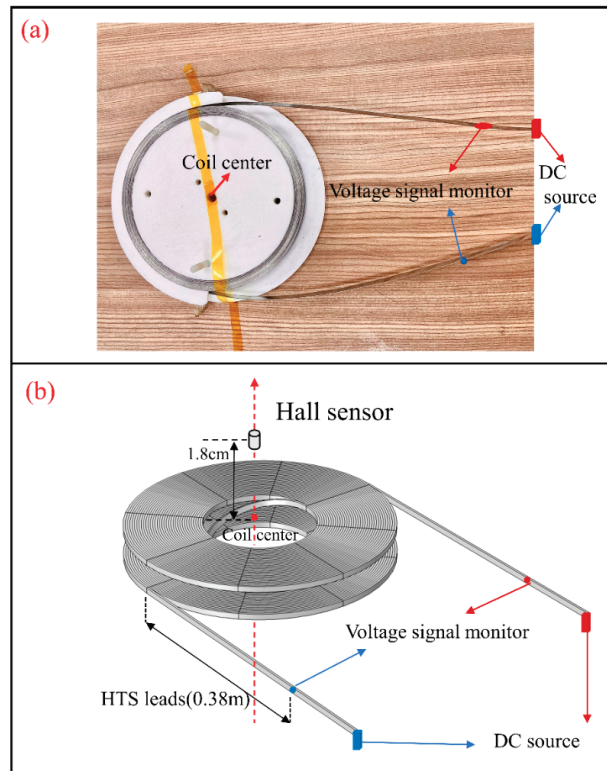 (a)
Coil center
Voltage signal monitor
DC
source
(b)
Hall sensor
1.8cm
Coil center
Voltage signal monitor
HTS leads(0.38m)
DC source